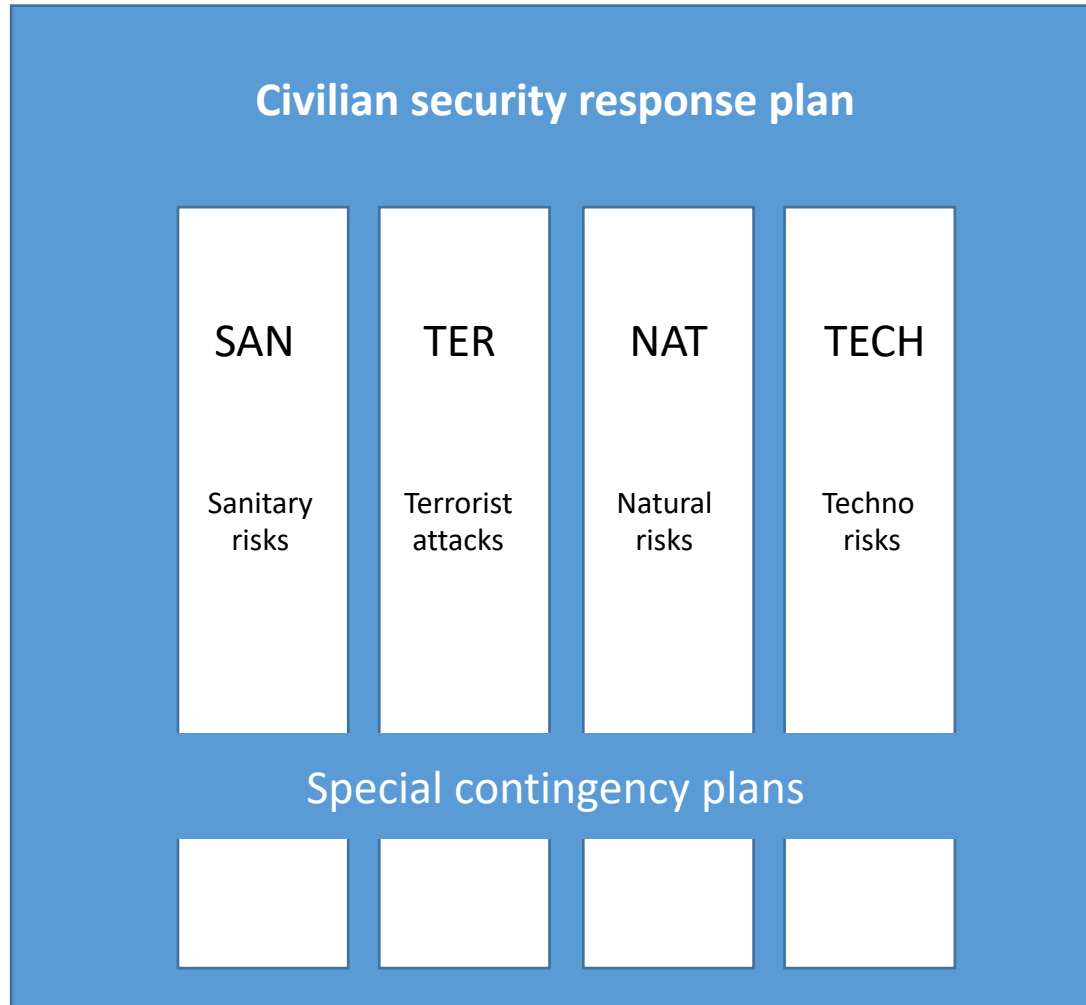 Civilian security response plan
SAN
TER
NAT
TECH
Sanitary
risks
Terrorist
attacks
Natural
risks
Techno
risks
Special contingency plans